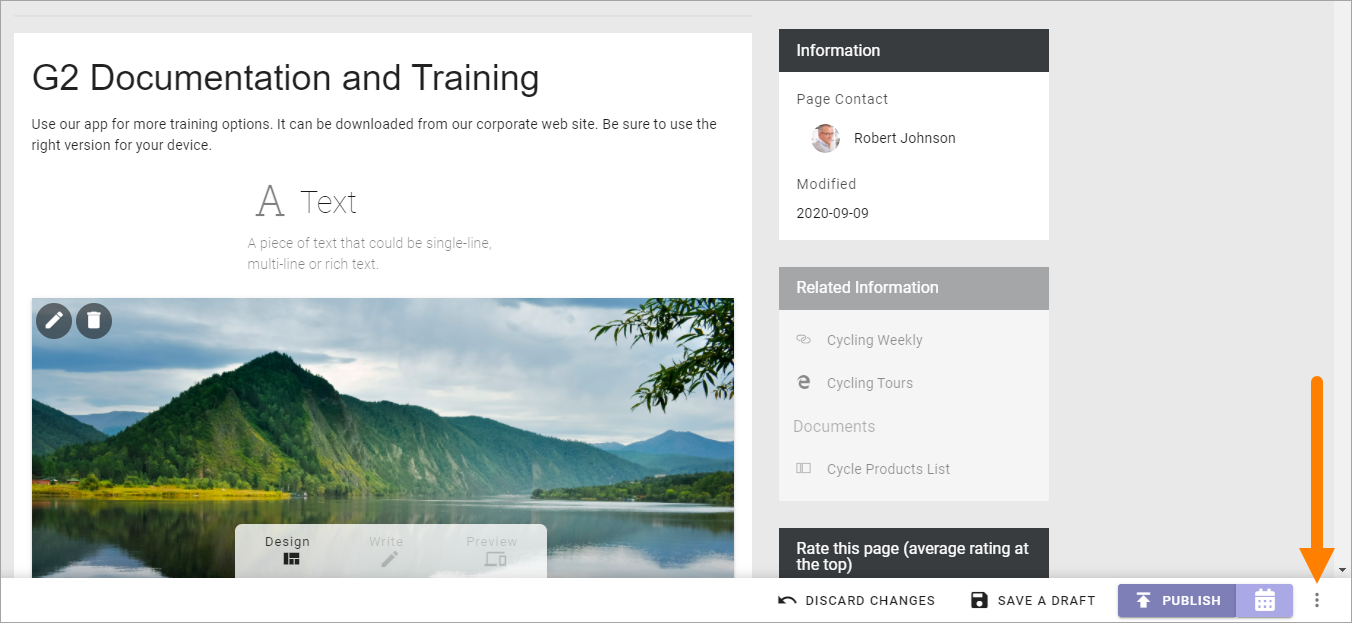 G2 Documentation and Training
Use our app for more training options. It can be downloaded from our corporate web site. Be sure to use the
right version for your device.
A Text
A piece of text that could be single-line,
multi-line or rich text.
Design
Write
Preview
Information
Page Contact
Robert Johnson
Modified
2020-09-09
Related Information
Cycling Weekly
Cycling Tours
Documents
Cycle Products List
Rate this page (average rating at
the top)
DISCARD CHANGES
SAVE A DRAFT
PUBLISH